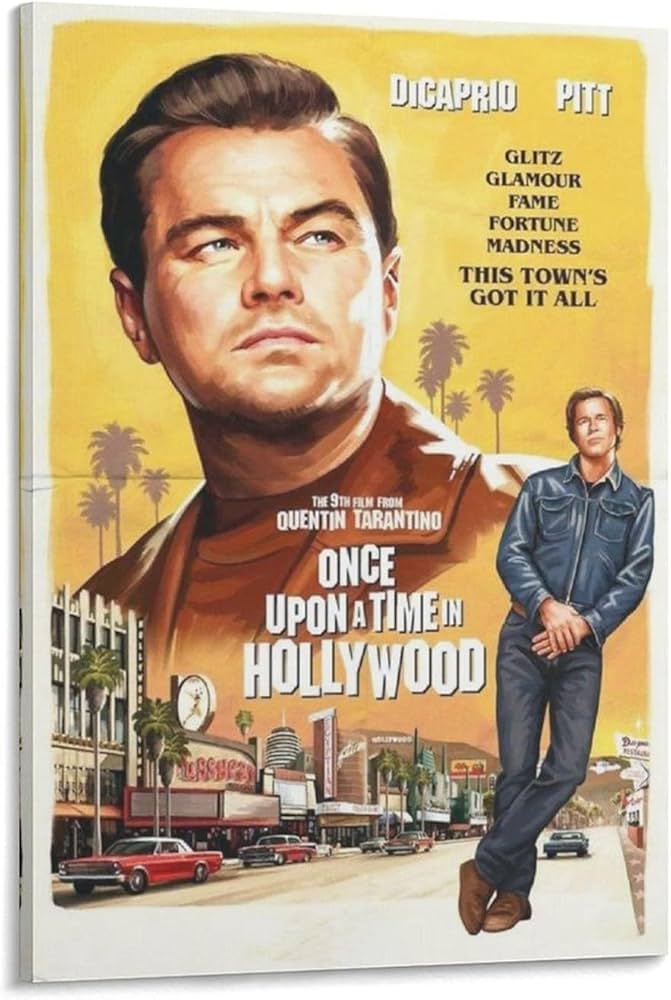 DiCAPRIO PITT
GLITZ
GLAMOUR
FAME
FORTUNE
MADNESS
THIS TOWN'S
GOT IT ALL
THE 9TH FILM FROM
QUENTIN TARANTINO
ONCE
UPON A TIME IN
HOLLYWOOD
HOLLYWOOD